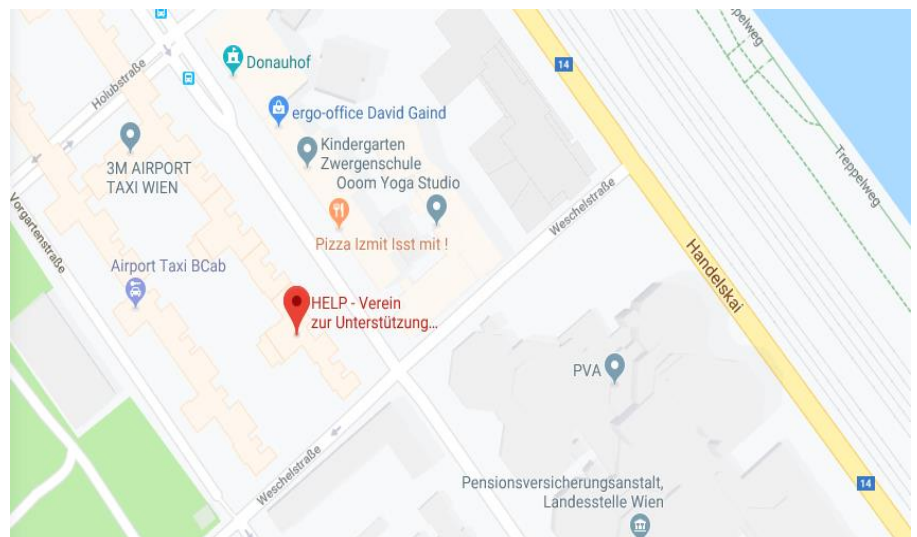 Treppelweg
Donauhof
14
Holubstraße
ergo-office David Gaind
Kindergarten
Zwergenschule
Ooom Yoga Studio
3M AIRPORT
TAXI WIEN
Treppelweg
Weschelstraße
Vorgartenstraße
Pizza Izmit Isst mit !
Handelskai
Airport Taxi BCab
HELP - Verein
zur Unterstützung...
PVA
Weschelstraße
Pensionsversicherungsanstalt,
Landesstelle Wien
14